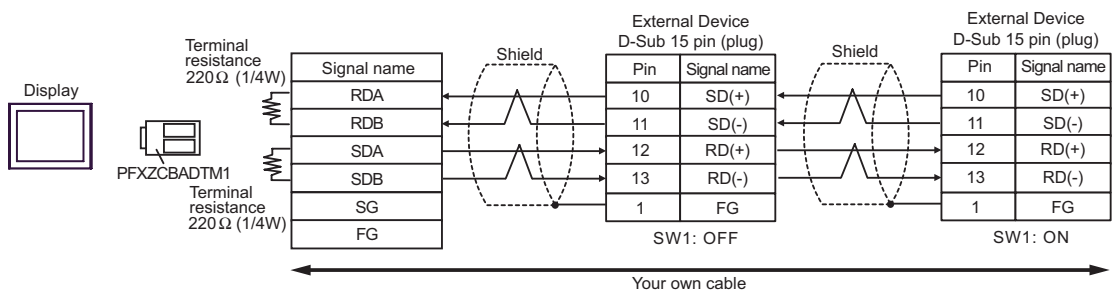 External Device
D-Sub 15 pin (plug)
External Device
D-Sub 15 pin (plug)
Terminal
resistance
220Ω (1/4W)
Shield
Shield
Display
PFXZCBADTM1
Signal name
RDA
RDB
SDA
SDB
SG
FG
Pin Signal name
10 SD(+)
11 SD(-)
12 RD(+)
13 RD(-)
1 FG
SW1: OFF
Pin Signal name
10 SD(+)
11 SD(-)
12 RD(+)
13 RD(-)
1 FG
SW1: ON
Terminal
resistance
220Ω (1/4W)
Your own cable